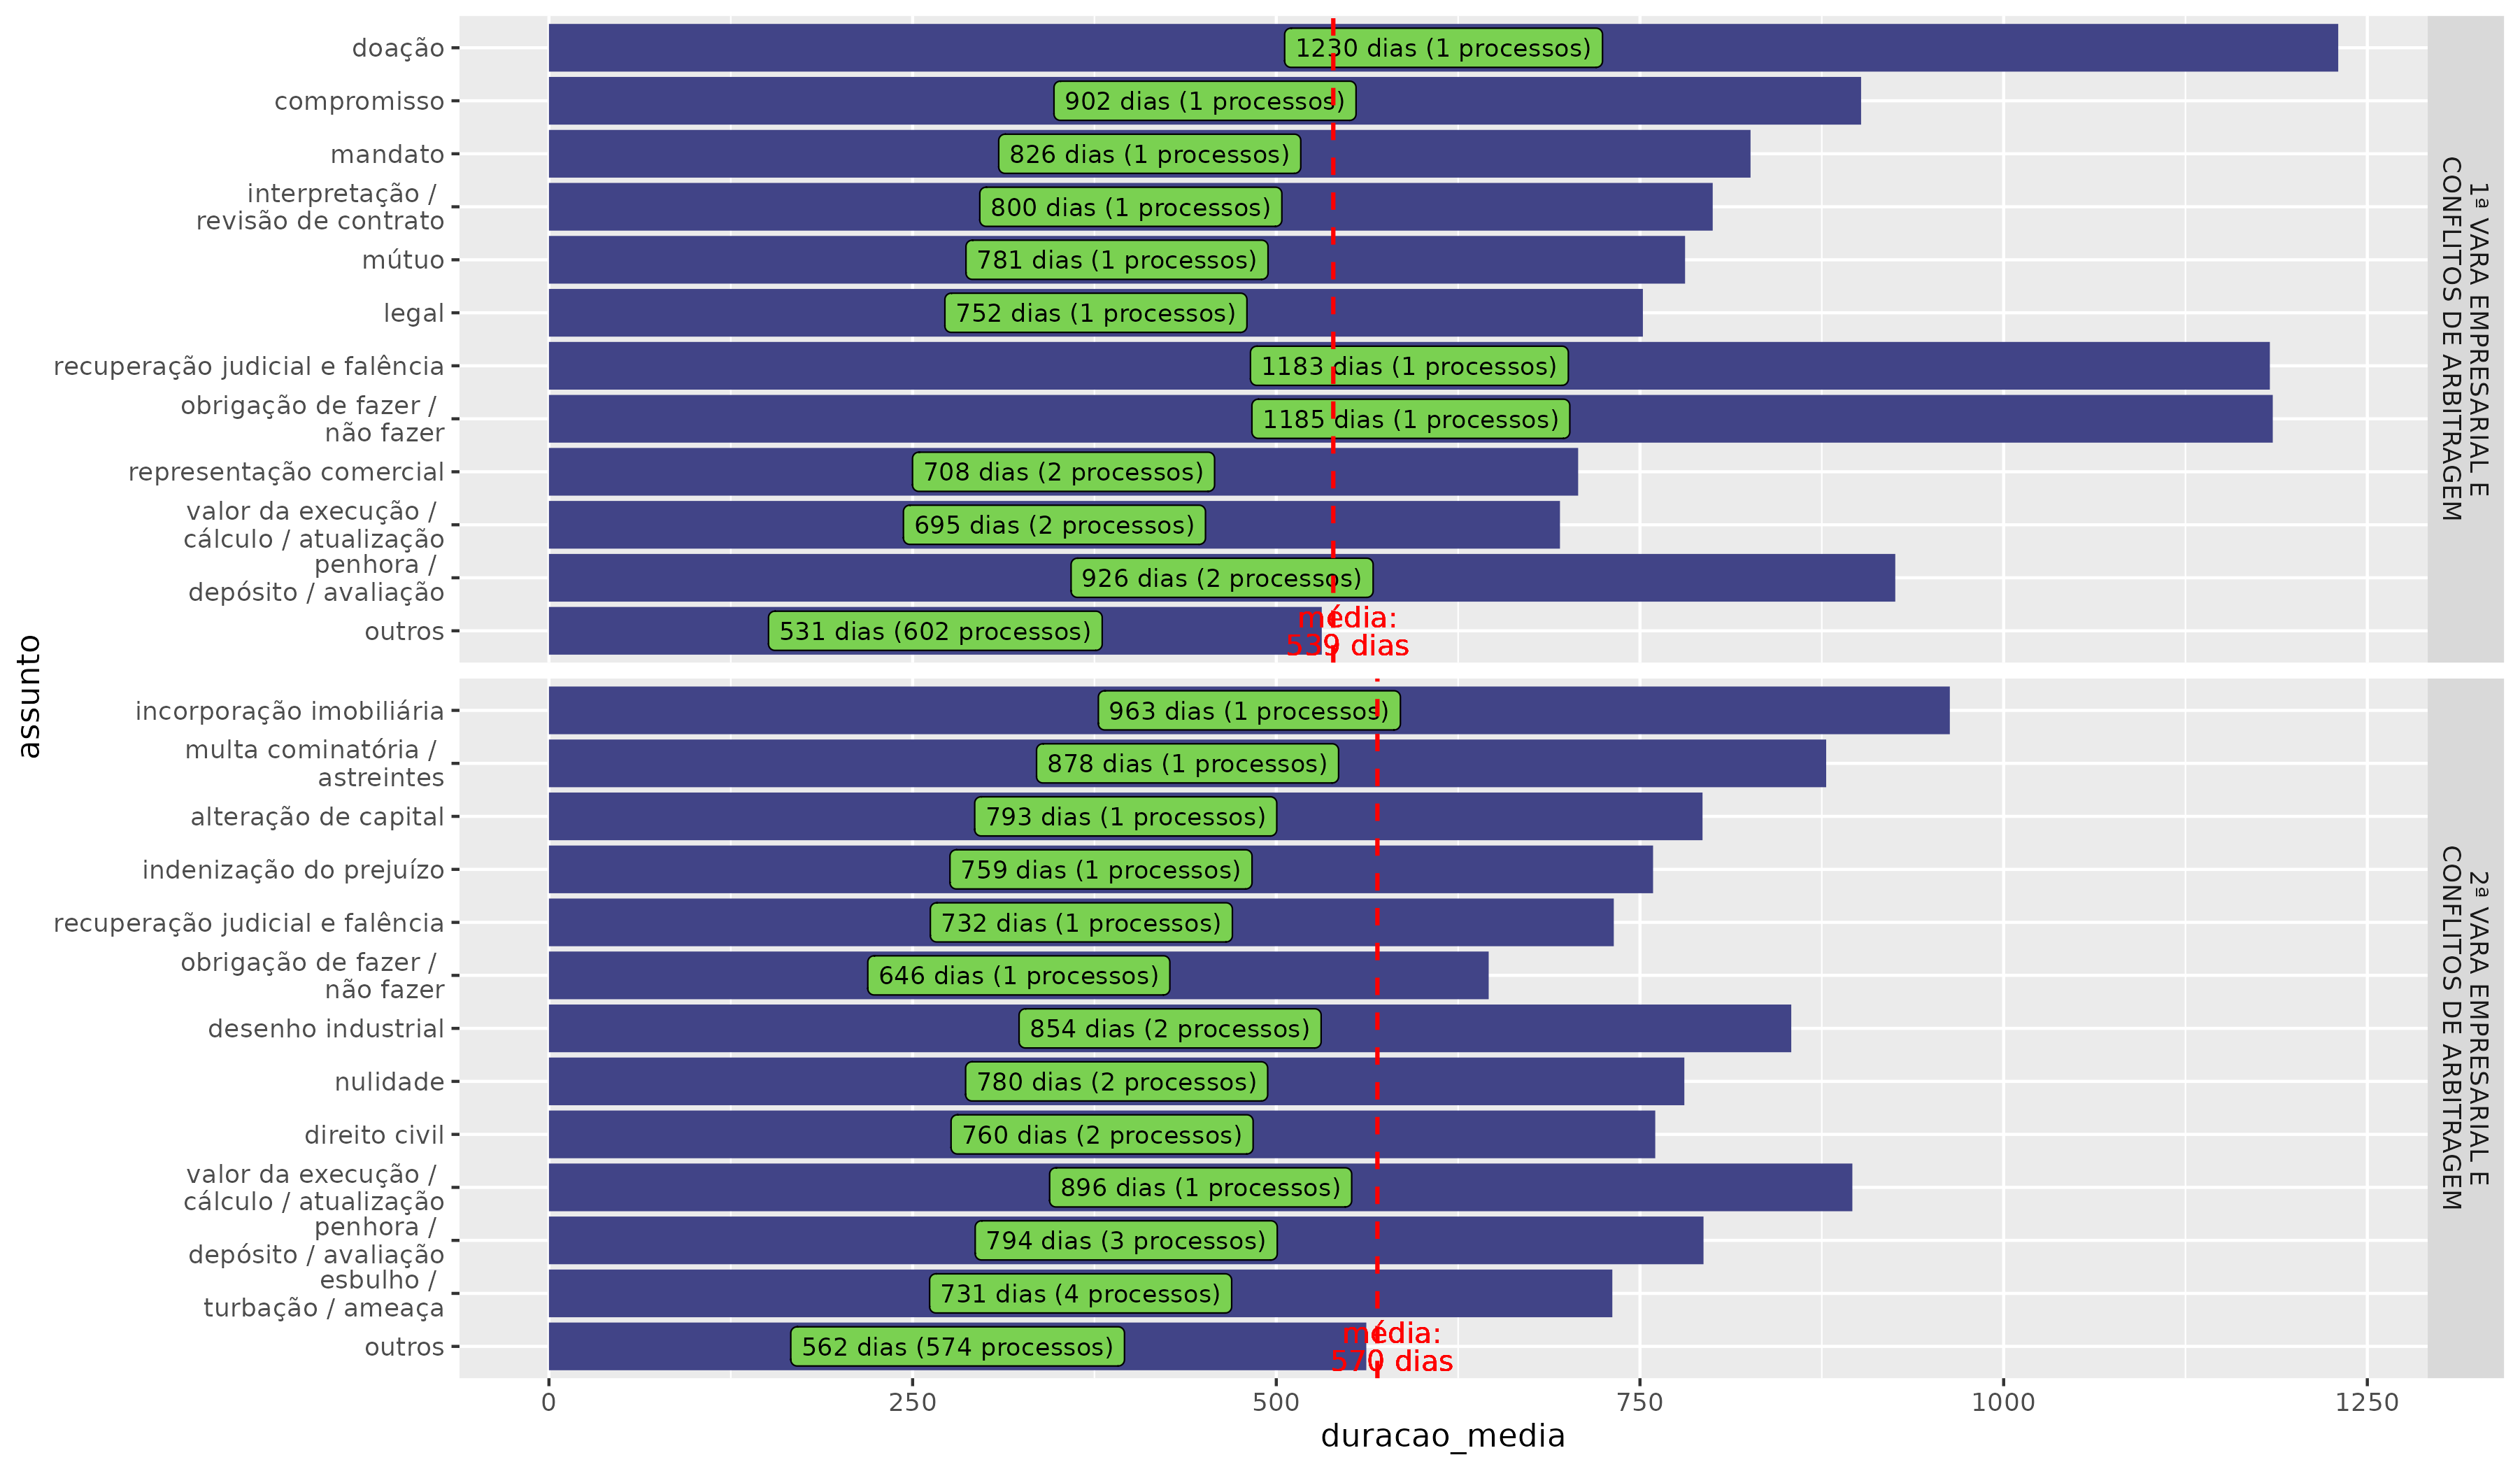 doação
1230 dias (1 processos)
compromisso
902 dias (1 processos)
mandato
826 dias (1 processos)
interpretação /
revisão de contrato
800 dias (1 processos)
mútuo
781 dias (1 processos)
legal
752 dias (1 processos)
recuperação judicial e falência
1183 dias (1 processos)
obrigação de fazer /
não fazer
1185 dias (1 processos)
representação comercial
708 dias (2 processos)
valor da execução /
cálculo / atualização
695 dias (2 processos)
penhora /
depósito / avaliação
926 dias (2 processos)
outros
531 dias (602 processos)
média:
539 dias
1ª VARA EMPRESARIAL E
CONFLITOS DE ARBITRAGEM
incorporação imobiliária
963 dias (1 processos)
multa cominatória /
astreintes
878 dias (1 processos)
alteração de capital
793 dias (1 processos)
indenização do prejuízo
759 dias (1 processos)
recuperação judicial e falência
732 dias (1 processos)
obrigação de fazer /
não fazer
646 dias (1 processos)
desenho industrial
854 dias (2 processos)
nulidade
780 dias (2 processos)
direito civil
760 dias (2 processos)
valor da execução /
cálculo / atualização
896 dias (1 processos)
penhora /
depósito / avaliação
794 dias (3 processos)
esbulho /
turbação / ameaça
731 dias (4 processos)
outros
562 dias (574 processos)
média:
570 dias
2ª VARA EMPRESARIAL E
CONFLITOS DE ARBITRAGEM
assunto
0 250 500 750 1000 1250
duracao_media